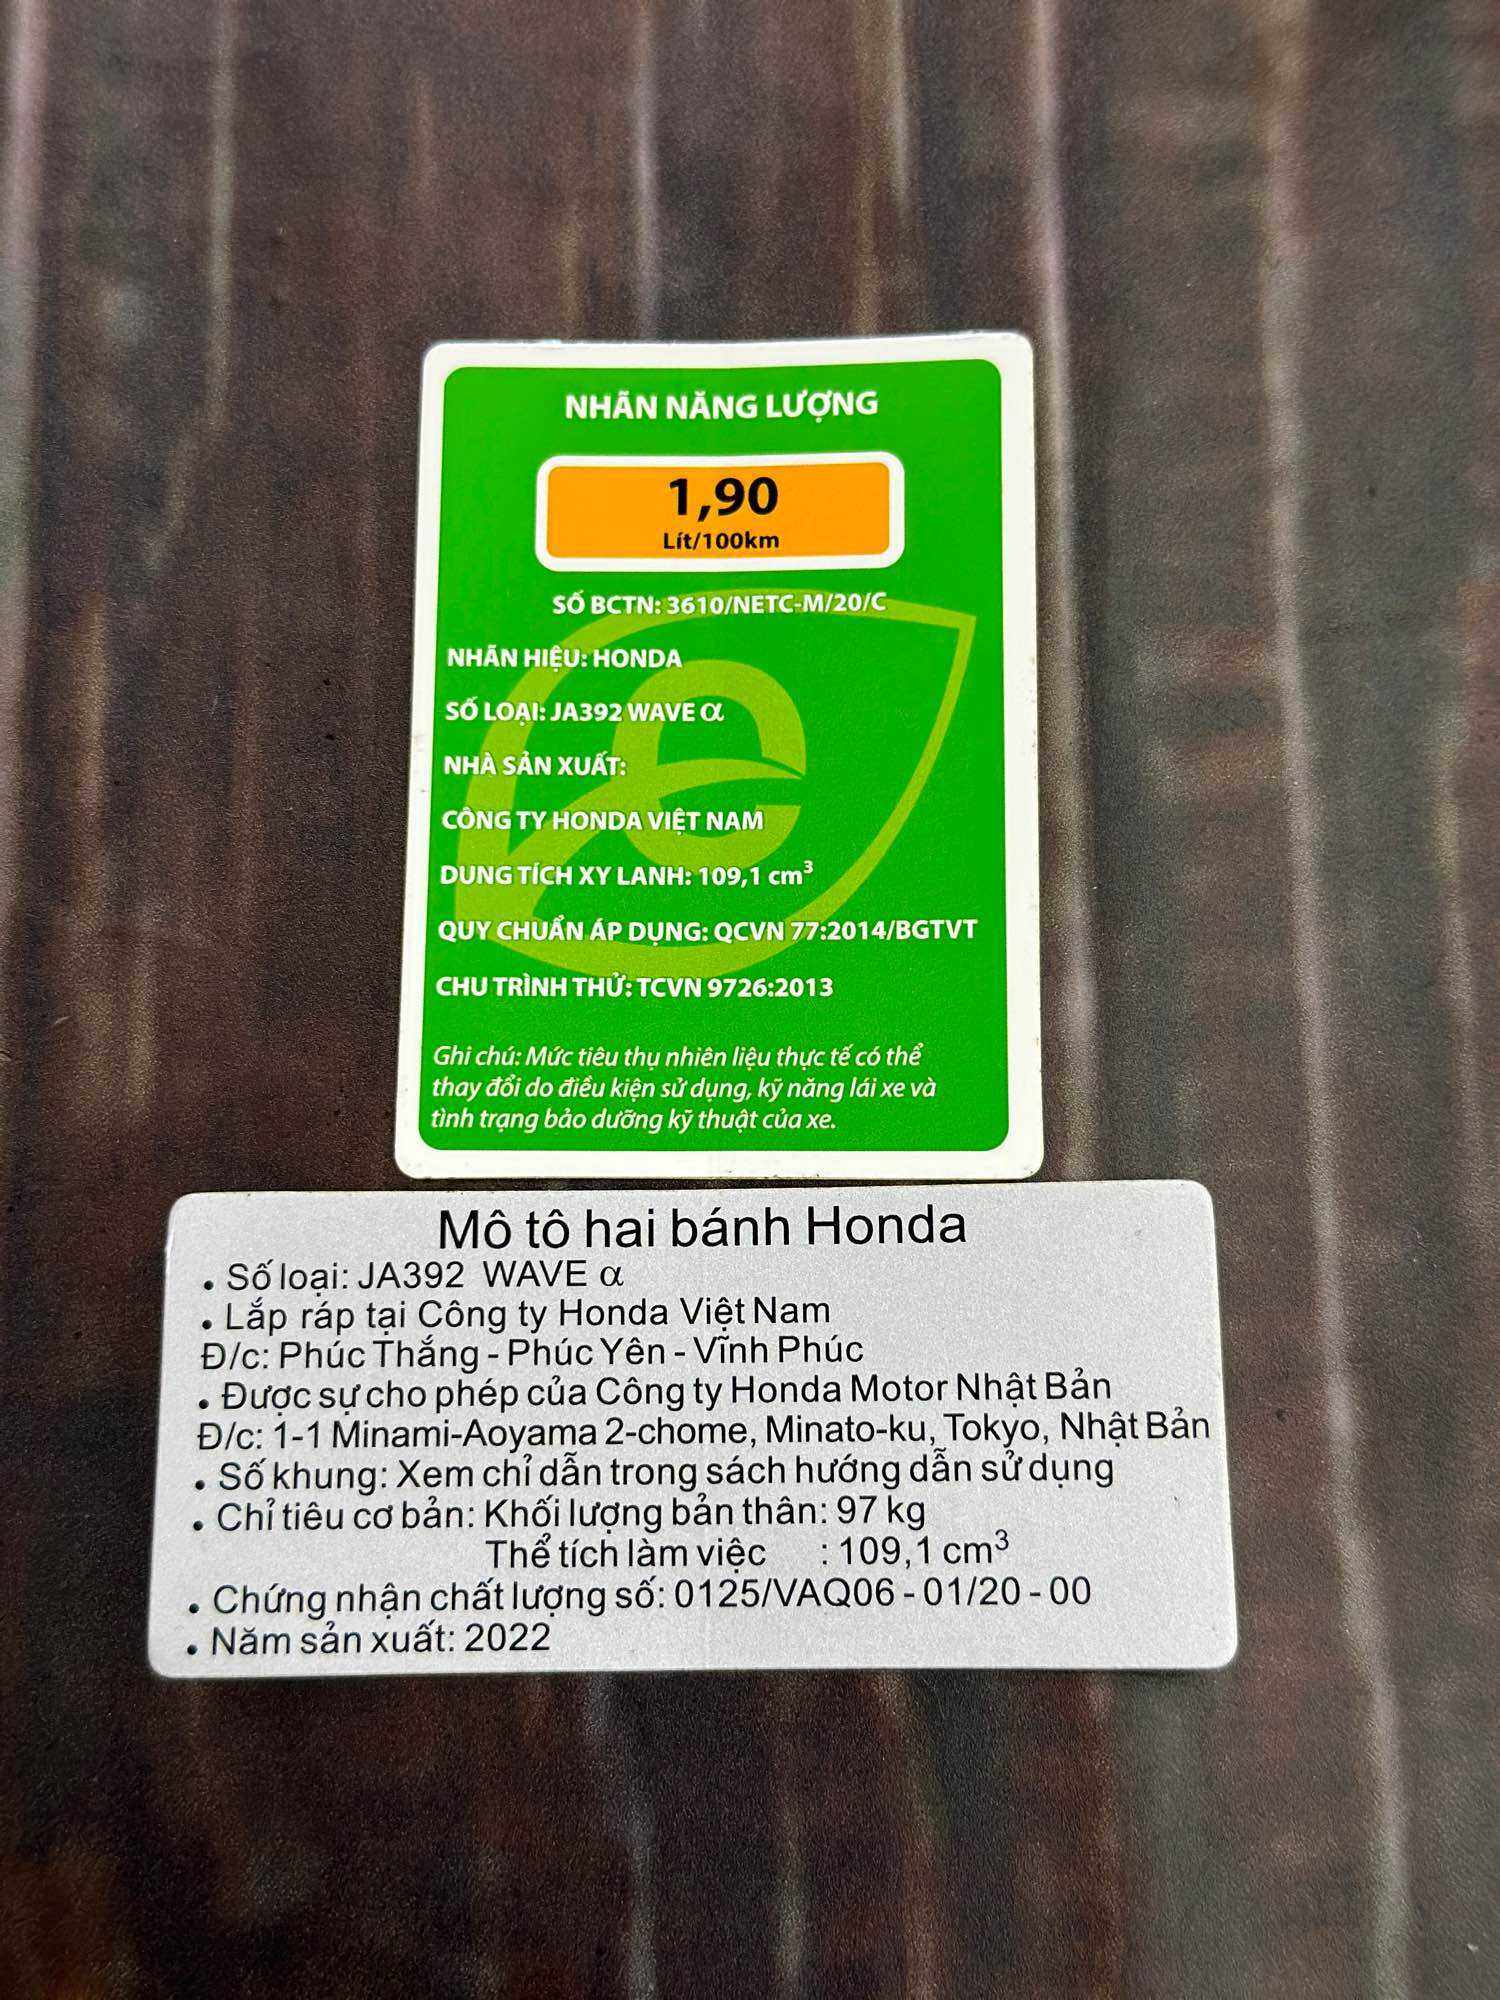 NHÃN NĂNG LƯỢNG
1,90
Lít/100km
SỐ BCTN: 3610/NETC-M/20/C
NHÃN HIỆU: HONDA
SỐ LOẠI: JA392 WAVE α
NHÀ SẢN XUẤT:
CÔNG TY HONDA VIỆT NAM
DUNG TÍCH XY LANH: 109,1 cm³
QUY CHUẨN ÁP DỤNG: QCVN 77:2014/BGTVT
CHU TRÌNH THỬ: TCVN 9726:2013
Ghi chú: Mức tiêu thụ nhiên liệu thực tế có thể
thay đổi do điều kiện sử dụng, kỹ năng lái xe và
tình trạng bảo dưỡng kỹ thuật của xe.
Mô tô hai bánh Honda
• Số loại: JA392 WAVE α
• Lắp ráp tại Công ty Honda Việt Nam
Đ/c: Phúc Thắng - Phúc Yên - Vĩnh Phúc
• Được sự cho phép của Công ty Honda Motor Nhật Bản
Đ/c: 1-1 Minami-Aoyama 2-chome, Minato-ku, Tokyo, Nhật Bản
• Số khung: Xem chỉ dẫn trong sách hướng dẫn sử dụng
• Chỉ tiêu cơ bản: Khối lượng bản thân: 97 kg
Thể tích làm việc : 109,1 cm³
• Chứng nhận chất lượng số: 0125/VAQ06 - 01/20 - 00
• Năm sản xuất: 2022